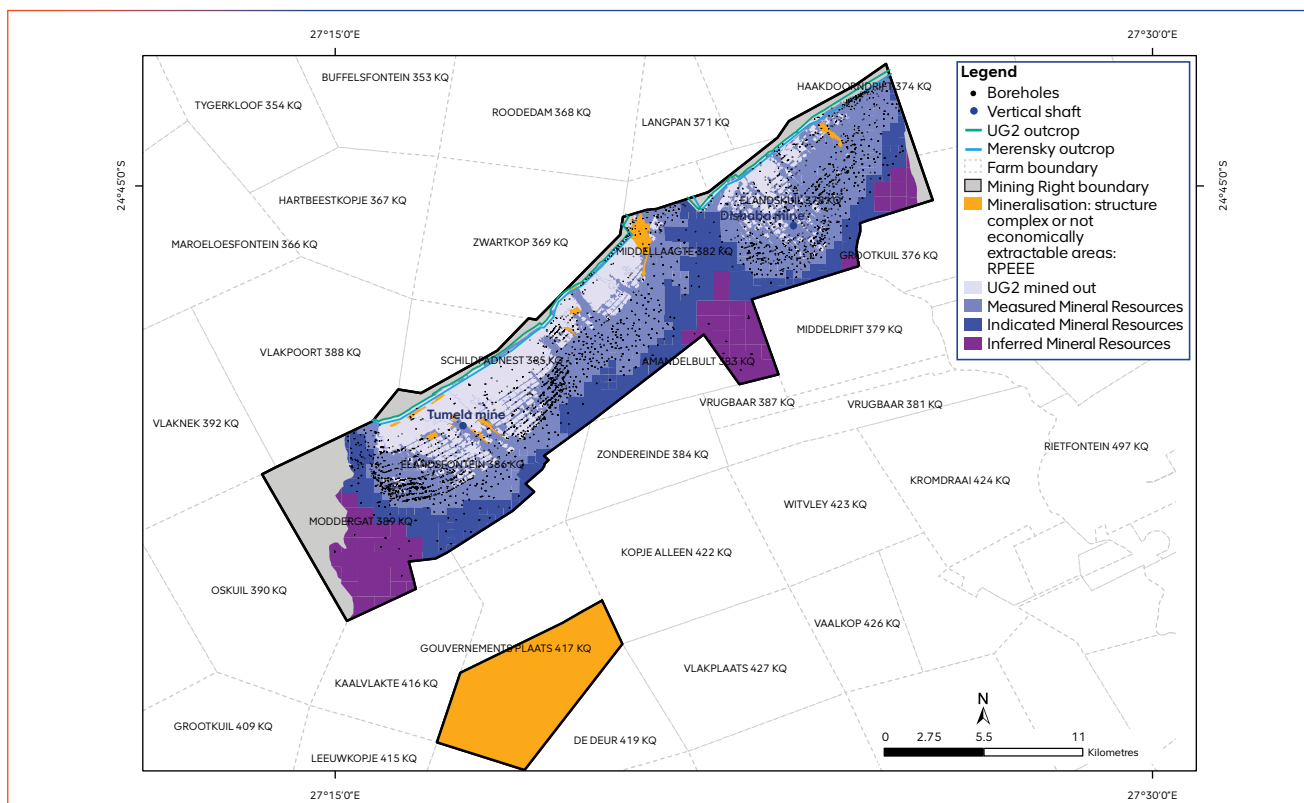 27°15'0"E
27°30'0"E
BUFFELSFONTEIN 353 KQ
TYGERKLOOF 354 KQ
ROODEDAM 368 KQ
LANGPAN 371 KQ
HAAKDOORNDRIFT 374 KQ
24°45'0"S
24°45'0"S
HARTBEESTKOPJE 367 KQ
MAROELOESFONTEIN 366 KQ
ZWARTKOP 369 KQ
Dishaba mine
MIDDELLAAGTE 382 KQ
GROOTKUIL 376 KQ
VLAKPOORT 388 KQ
SCHILDPADNEST 385 KQ
AMANDELBULT 383 KQ
MIDDELDRIFT 379 KQ
VRUGBAAR 387 KQ
VRUGBAAR 381 KQ
VLAKNEK 392 KQ
Tumela mine
ELANDSFONTEIN 386 KQ
ZONDEREINDE 384 KQ
RIETFONTEIN 497 KQ
KROMDRAAI 424 KQ
WITVLEY 423 KQ
MODDERGAT 389 KQ
KOPJE ALLEEN 422 KQ
OSKUIL 390 KQ
VAALKOP 426 KQ
GOUVERNEMENTS PLAATS 417 KQ
VLAKPLAATS 427 KQ
KAALVLAKTE 416 KQ
GROOTKUIL 409 KQ
DE DEUR 419 KQ
LEEUWKOPJE 415 KQ
Legend
Boreholes
Vertical shaft
UG2 outcrop
Merensky outcrop
Farm boundary
Mining Right boundary
Mineralisation: structure
complex or not
economically
extractable areas:
RPEEE
UG2 mined out
Measured Mineral Resources
Indicated Mineral Resources
Inferred Mineral Resources
N
0 2.75 5.5 11
Kilometres
27°15'0"E
27°30'0"E